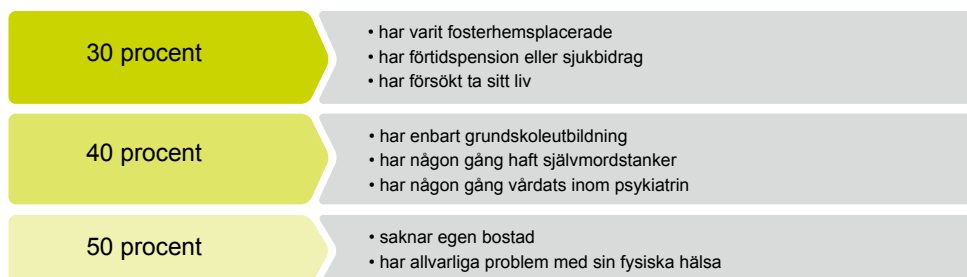 30 procent
• har varit fosterhemsplacerade
• har förtidspension eller sjukbidrag
• har försökt ta sitt liv
40 procent
• har enbart grundskoleutbildning
• har någon gång haft självmordstanker
• har någon gång vårdats inom psykiatrin
50 procent
• saknar egen bostad
• har allvarliga problem med sin fysiska hälsa